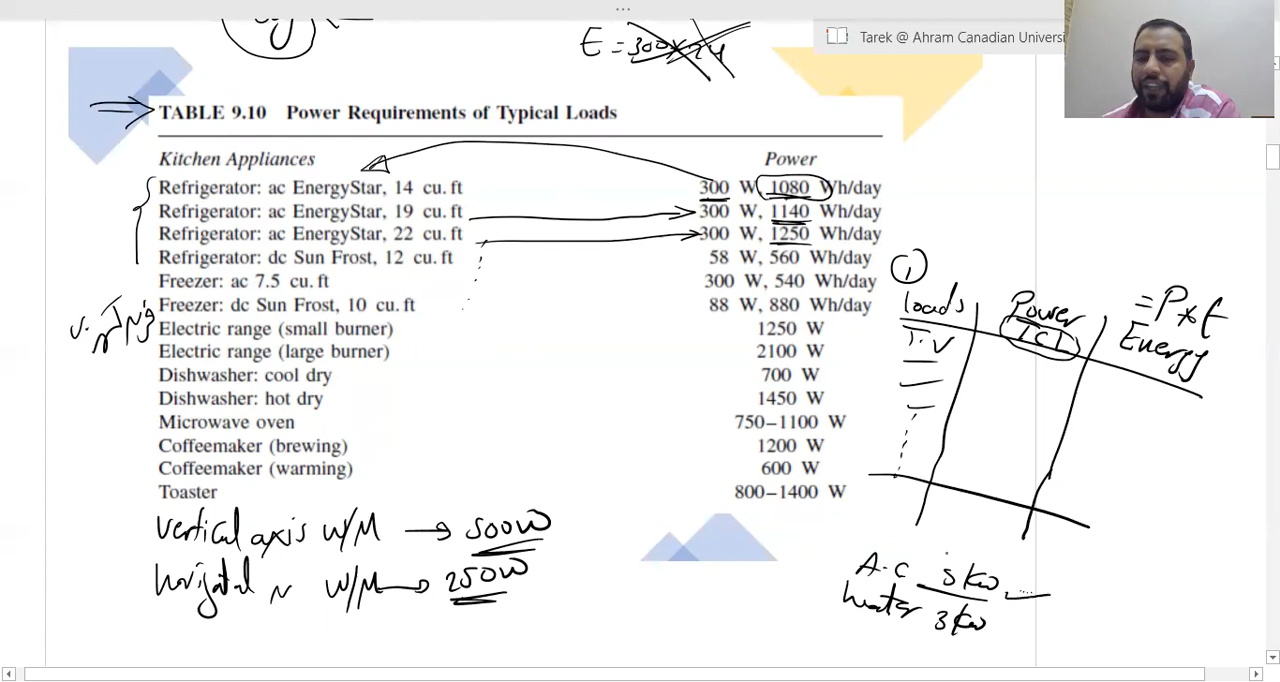 E = 300 x 24
Tarek @ Ahram Canadian Universi
TABLE 9.10 Power Requirements of Typical Loads
Kitchen Appliances Power
Refrigerator: ac EnergyStar, 14 cu. ft 300 W, 1080 Wh/day
Refrigerator: ac EnergyStar, 19 cu. ft 300 W, 1140 Wh/day
Refrigerator: ac EnergyStar, 22 cu. ft 300 W, 1250 Wh/day
Refrigerator: dc Sun Frost, 12 cu. ft 58 W, 560 Wh/day
Freezer: ac 7.5 cu. ft 300 W, 540 Wh/day
Freezer: dc Sun Frost, 10 cu. ft 88 W, 880 Wh/day
Electric range (small burner) 1250 W
Electric range (large burner) 2100 W
Dishwasher: cool dry 700 W
Dishwasher: hot dry 1450 W
Microwave oven 750–1100 W
Coffeemaker (brewing) 1200 W
Coffeemaker (warming) 600 W
Toaster 800–1400 W
vertical axis W/M → 500W
W/M → 250W
1
loads Power = P x t
T.V Energy
A.C 5 kW
heater 3 kW